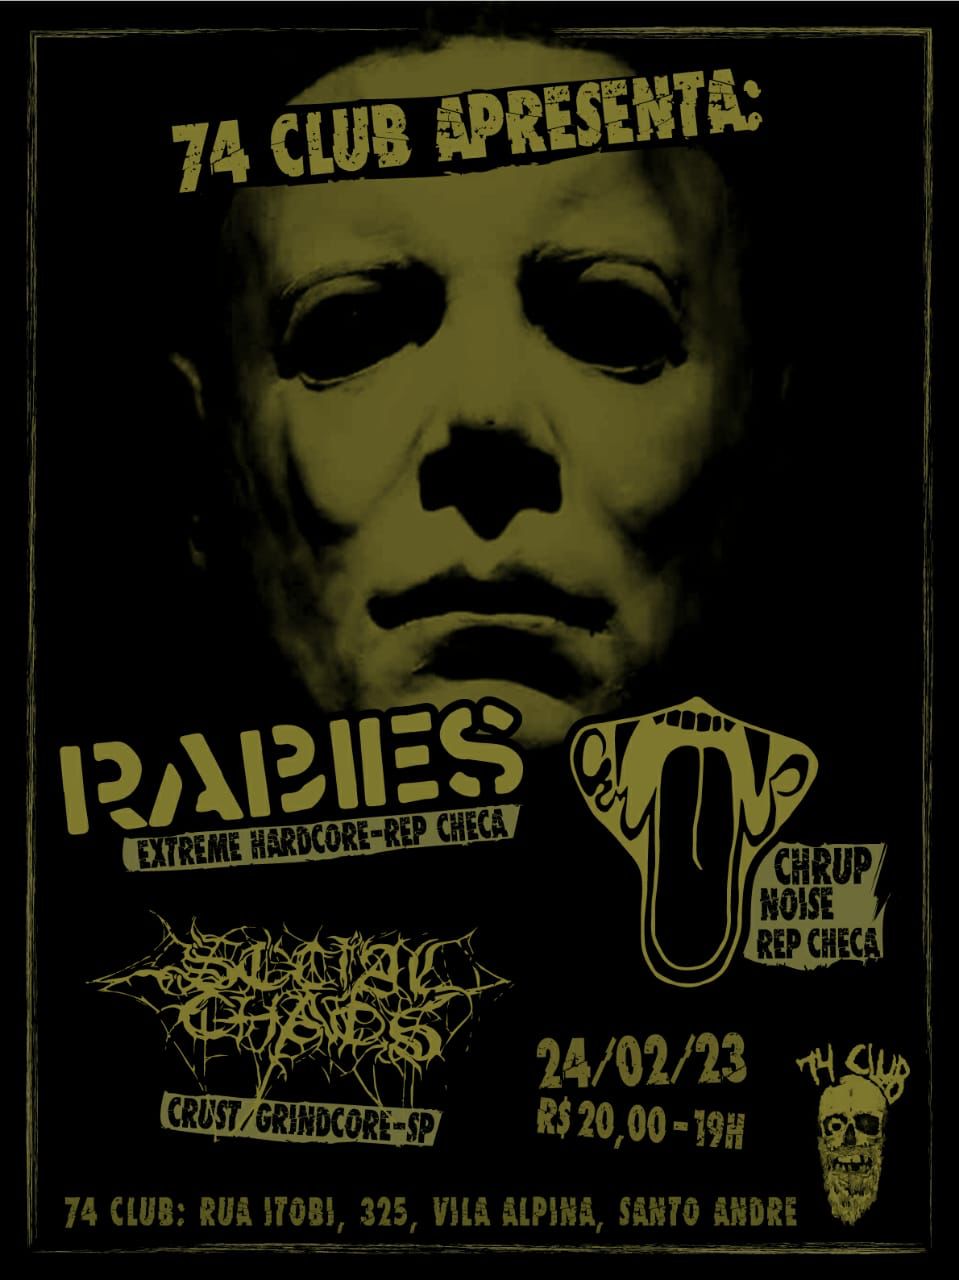 74 CLUB APRESENTA:
RABIES
EXTREME HARDCORE-REP CHECA
CHRUP
NOISE
REP CHECA
SOCIAL
CHAOS
CRUST/GRINDCORE-SP
24/02/23
R$ 20,00 - 19H
74 CLUB
74 CLUB: RUA ITOBI, 325, VILA ALPINA, SANTO ANDRE